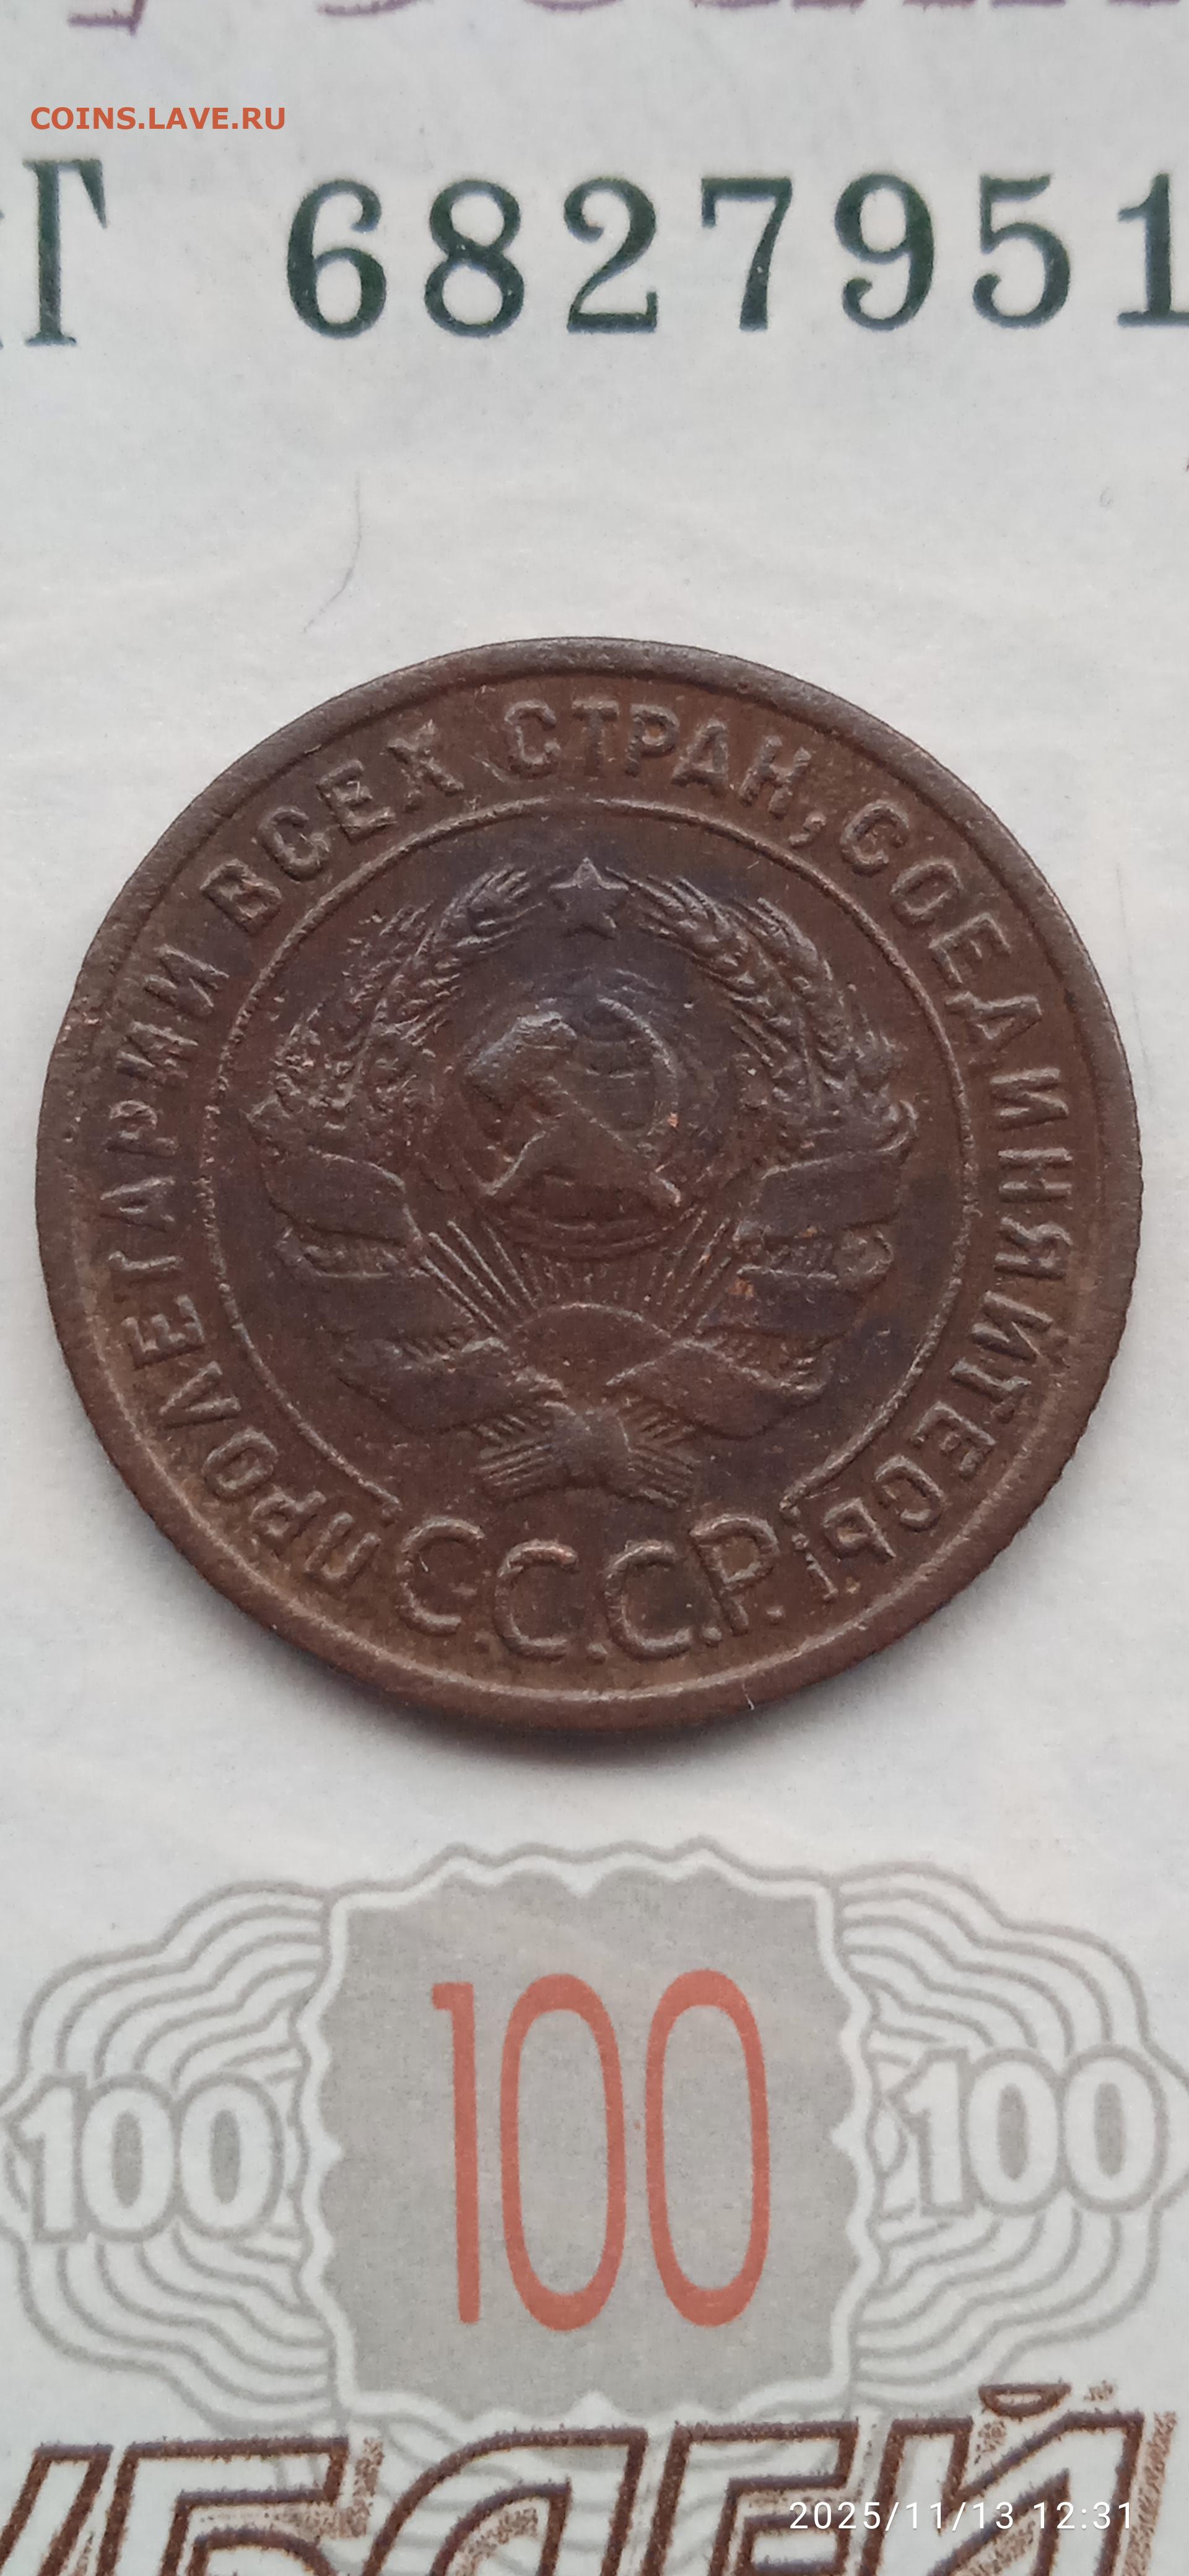 COINS.LAVE.RU
Г 6827951
ПРОЛЕТАРИИ ВСЕХ СТРАН, СОЕДИНЯЙТЕСЬ!
С.С.С.Р.
100
100 100
2025/11/13 12:31